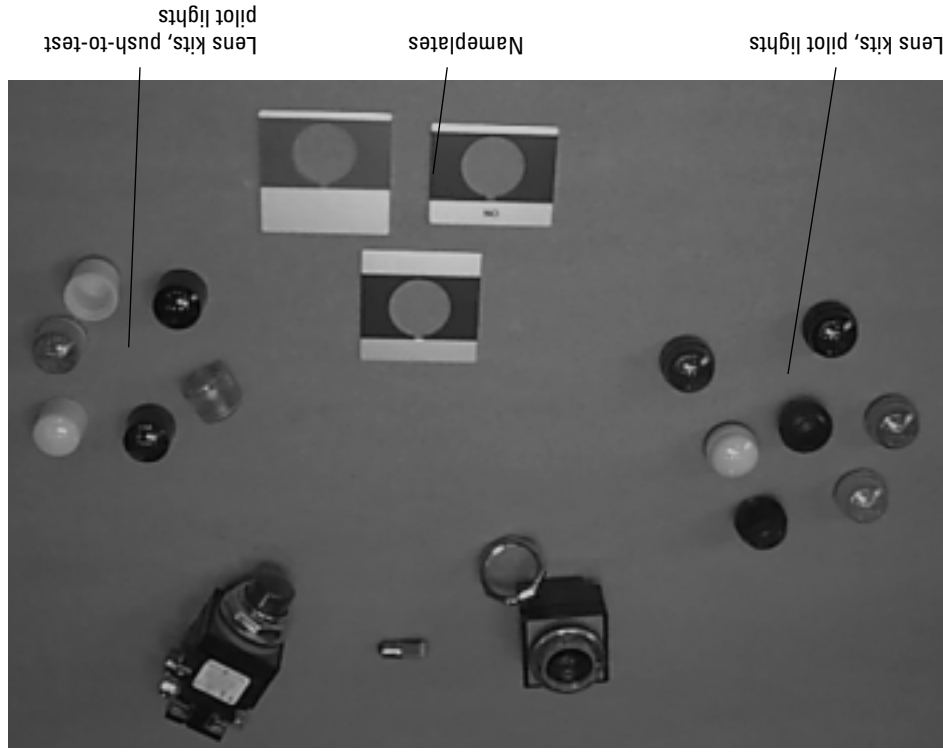 Lens kits, pilot lights
Nameplates
Lens kits, push-to-test
pilot lights